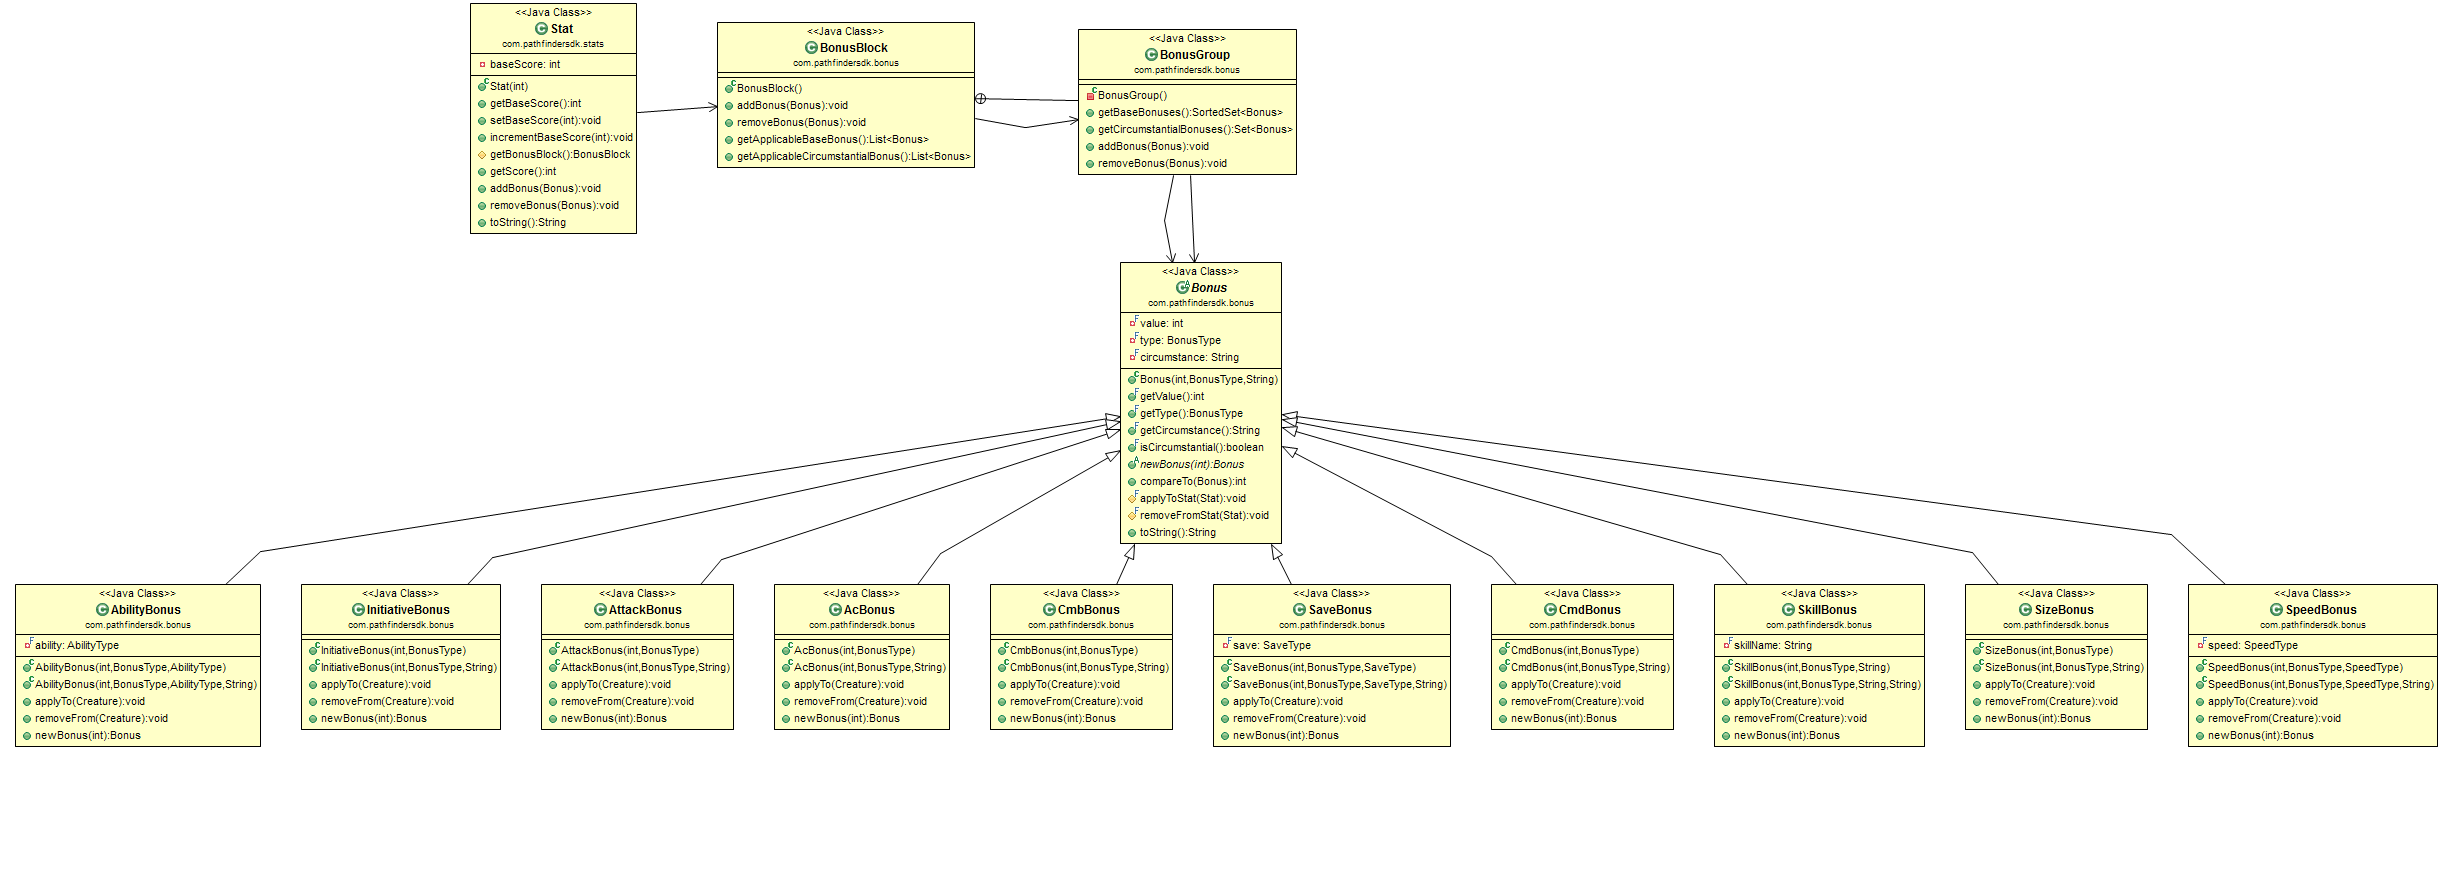 <<Java Class>>
Stat
com.pathfindersdk.stats
baseScore: int
Stat(int)
getBaseScore():int
setBaseScore(int):void
incrementBaseScore(int):void
getBonusBlock():BonusBlock
getScore():int
addBonus(Bonus):void
removeBonus(Bonus):void
toString():String
<<Java Class>>
BonusBlock
com.pathfindersdk.bonus
BonusBlock()
addBonus(Bonus):void
removeBonus(Bonus):void
getApplicableBaseBonus():List<Bonus>
getApplicableCircumstantialBonus():List<Bonus>
<<Java Class>>
BonusGroup
com.pathfindersdk.bonus
BonusGroup()
getBaseBonuses():SortedSet<Bonus>
getCircumstantialBonuses():Set<Bonus>
addBonus(Bonus):void
removeBonus(Bonus):void
<<Java Class>>
Bonus
com.pathfindersdk.bonus
value: int
type: BonusType
circumstance: String
Bonus(int,BonusType,String)
getValue():int
getType():BonusType
getCircumstance():String
isCircumstantial():boolean
newBonus(int):Bonus
compareTo(Bonus):int
applyToStat(Stat):void
removeFromStat(Stat):void
toString():String
<<Java Class>>
AbilityBonus
com.pathfindersdk.bonus
ability: AbilityType
AbilityBonus(int,BonusType,AbilityType)
AbilityBonus(int,BonusType,AbilityType,String)
applyTo(Creature):void
removeFrom(Creature):void
newBonus(int):Bonus
<<Java Class>>
InitiativeBonus
com.pathfindersdk.bonus
InitiativeBonus(int,BonusType)
InitiativeBonus(int,BonusType,String)
applyTo(Creature):void
removeFrom(Creature):void
newBonus(int):Bonus
<<Java Class>>
AttackBonus
com.pathfindersdk.bonus
AttackBonus(int,BonusType)
AttackBonus(int,BonusType,String)
applyTo(Creature):void
removeFrom(Creature):void
newBonus(int):Bonus
<<Java Class>>
AcBonus
com.pathfindersdk.bonus
AcBonus(int,BonusType)
AcBonus(int,BonusType,String)
applyTo(Creature):void
removeFrom(Creature):void
newBonus(int):Bonus
<<Java Class>>
CmbBonus
com.pathfindersdk.bonus
CmbBonus(int,BonusType)
CmbBonus(int,BonusType,String)
applyTo(Creature):void
removeFrom(Creature):void
newBonus(int):Bonus
<<Java Class>>
SaveBonus
com.pathfindersdk.bonus
save: SaveType
SaveBonus(int,BonusType,SaveType)
SaveBonus(int,BonusType,SaveType,String)
applyTo(Creature):void
removeFrom(Creature):void
newBonus(int):Bonus
<<Java Class>>
CmdBonus
com.pathfindersdk.bonus
CmdBonus(int,BonusType)
CmdBonus(int,BonusType,String)
applyTo(Creature):void
removeFrom(Creature):void
newBonus(int):Bonus
<<Java Class>>
SkillBonus
com.pathfindersdk.bonus
skillName: String
SkillBonus(int,BonusType,String)
SkillBonus(int,BonusType,String,String)
applyTo(Creature):void
removeFrom(Creature):void
newBonus(int):Bonus
<<Java Class>>
SizeBonus
com.pathfindersdk.bonus
SizeBonus(int,BonusType)
SizeBonus(int,BonusType,String)
applyTo(Creature):void
removeFrom(Creature):void
newBonus(int):Bonus
<<Java Class>>
SpeedBonus
com.pathfindersdk.bonus
speed: SpeedType
SpeedBonus(int,BonusType,SpeedType)
SpeedBonus(int,BonusType,SpeedType,String)
applyTo(Creature):void
removeFrom(Creature):void
newBonus(int):Bonus